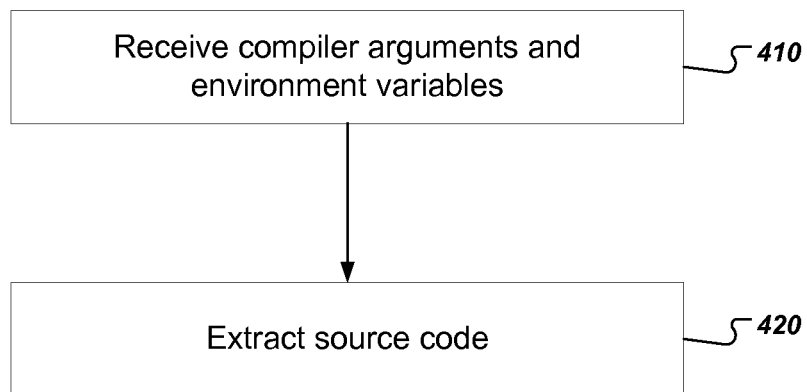 Receive compiler arguments and
environment variables
410
Extract source code
420